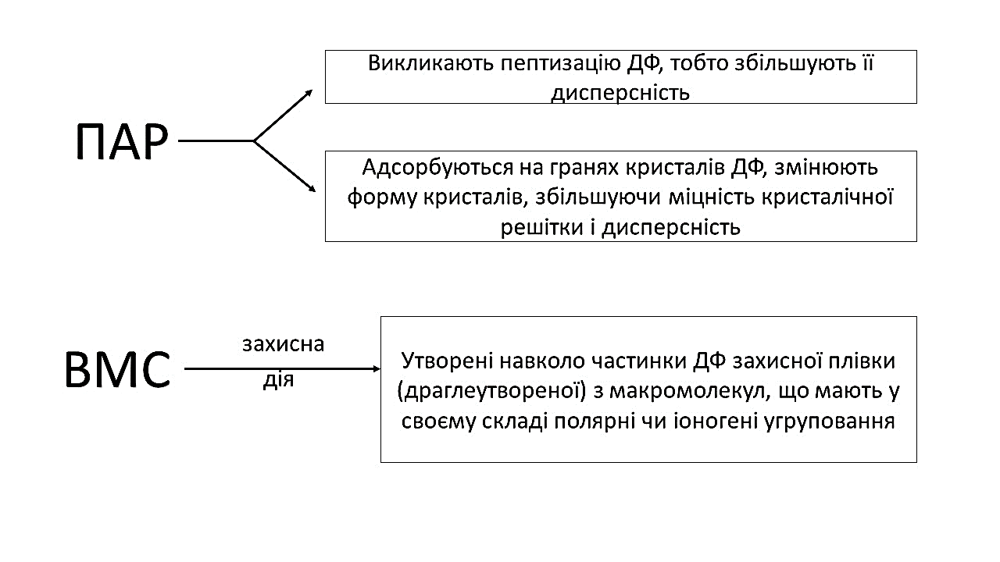 Викликають пептизацію ДФ, тобто збільшують її
дисперсність
ПАР
Адсорбуються на гранях кристалів ДФ, змінюють
форму кристалів, збільшуючи міцність кристалічної
решітки і дисперсність
ВМС
захисна
дія
Утворені навколо частинки ДФ захисної плівки
(драглеутвореної) з макромолекул, що мають у
своєму складі полярні чи іоногені угруповання